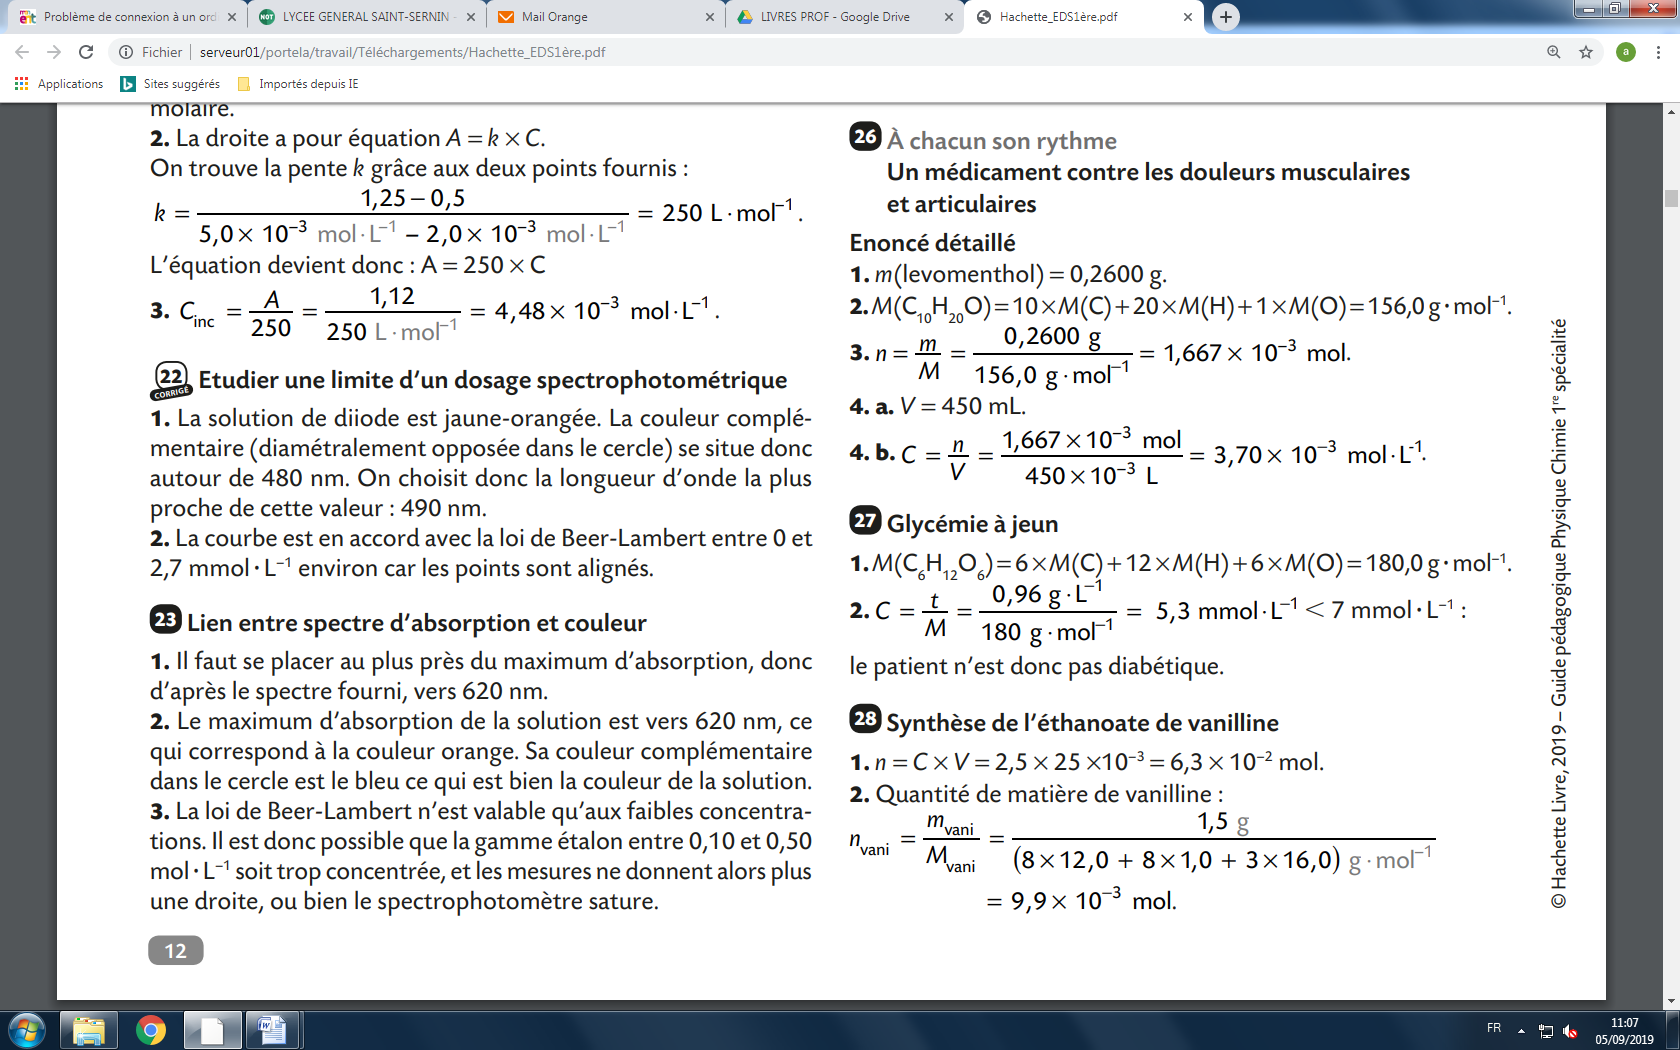 Problème de connexion à un ord
LYCEE GENERAL SAINT-SERNIN -
Mail Orange
LIVRES PROF - Google Drive
Hachette_EDS1ère.pdf
Fichier | serveur01/portela/travail/Téléchargements/Hachette_EDS1ère.pdf
a
Applications
Sites suggérés
Importés depuis IE
molaire.
2. La droite a pour équation A = k × C.
On trouve la pente k grâce aux deux points fournis :
k = (1,25 – 0,5) / (5,0 × 10⁻³ mol·L⁻¹ – 2,0 × 10⁻³ mol·L⁻¹) = 250 L·mol⁻¹.
L'équation devient donc : A = 250 × C
3. C_inc = A/250 = 1,12 / (250 L·mol⁻¹) = 4,48 × 10⁻³ mol·L⁻¹.
22 CORRIGÉ Etudier une limite d'un dosage spectrophotométrique
1. La solution de diiode est jaune-orangée. La couleur complé-
mentaire (diamétralement opposée dans le cercle) se situe donc
autour de 480 nm. On choisit donc la longueur d'onde la plus
proche de cette valeur : 490 nm.
2. La courbe est en accord avec la loi de Beer-Lambert entre 0 et
2,7 mmol·L⁻¹ environ car les points sont alignés.
23 Lien entre spectre d'absorption et couleur
1. Il faut se placer au plus près du maximum d'absorption, donc
d'après le spectre fourni, vers 620 nm.
2. Le maximum d'absorption de la solution est vers 620 nm, ce
qui correspond à la couleur orange. Sa couleur complémentaire
dans le cercle est le bleu ce qui est bien la couleur de la solution.
3. La loi de Beer-Lambert n'est valable qu'aux faibles concentra-
tions. Il est donc possible que la gamme étalon entre 0,10 et 0,50
mol·L⁻¹ soit trop concentrée, et les mesures ne donnent alors plus
une droite, ou bien le spectrophotomètre sature.
12
26 À chacun son rythme
Un médicament contre les douleurs musculaires
et articulaires
Enoncé détaillé
1. m(levomenthol) = 0,2600 g.
2. M(C₁₀H₂₀O) = 10 × M(C) + 20 × M(H) + 1 × M(O) = 156,0 g·mol⁻¹.
3. n = m/M = 0,2600 g / (156,0 g·mol⁻¹) = 1,667 × 10⁻³ mol.
4. a. V = 450 mL.
4. b. C = n/V = (1,667 × 10⁻³ mol) / (450 × 10⁻³ L) = 3,70 × 10⁻³ mol·L⁻¹.
27 Glycémie à jeun
1. M(C₆H₁₂O₆) = 6 × M(C) + 12 × M(H) + 6 × M(O) = 180,0 g·mol⁻¹.
2. C = t/M = (0,96 g·L⁻¹) / (180 g·mol⁻¹) = 5,3 mmol·L⁻¹ < 7 mmol·L⁻¹ :
le patient n'est donc pas diabétique.
28 Synthèse de l'éthanoate de vanilline
1. n = C × V = 2,5 × 25 ×10⁻³ = 6,3 × 10⁻² mol.
2. Quantité de matière de vanilline :
n_vani = m_vani / M_vani = 1,5 g / ((8 × 12,0 + 8 × 1,0 + 3 × 16,0) g·mol⁻¹)
= 9,9 × 10⁻³ mol.
© Hachette Livre, 2019 – Guide pédagogique Physique Chimie 1ʳᵉ spécialité
FR
11:07
05/09/2019